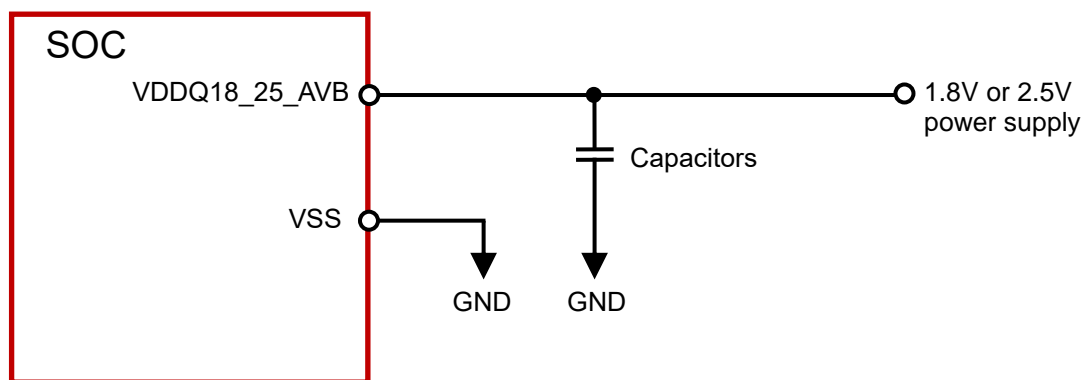 SOC
VDDQ18_25_AVB
1.8V or 2.5V
power supply
Capacitors
VSS
GND
GND